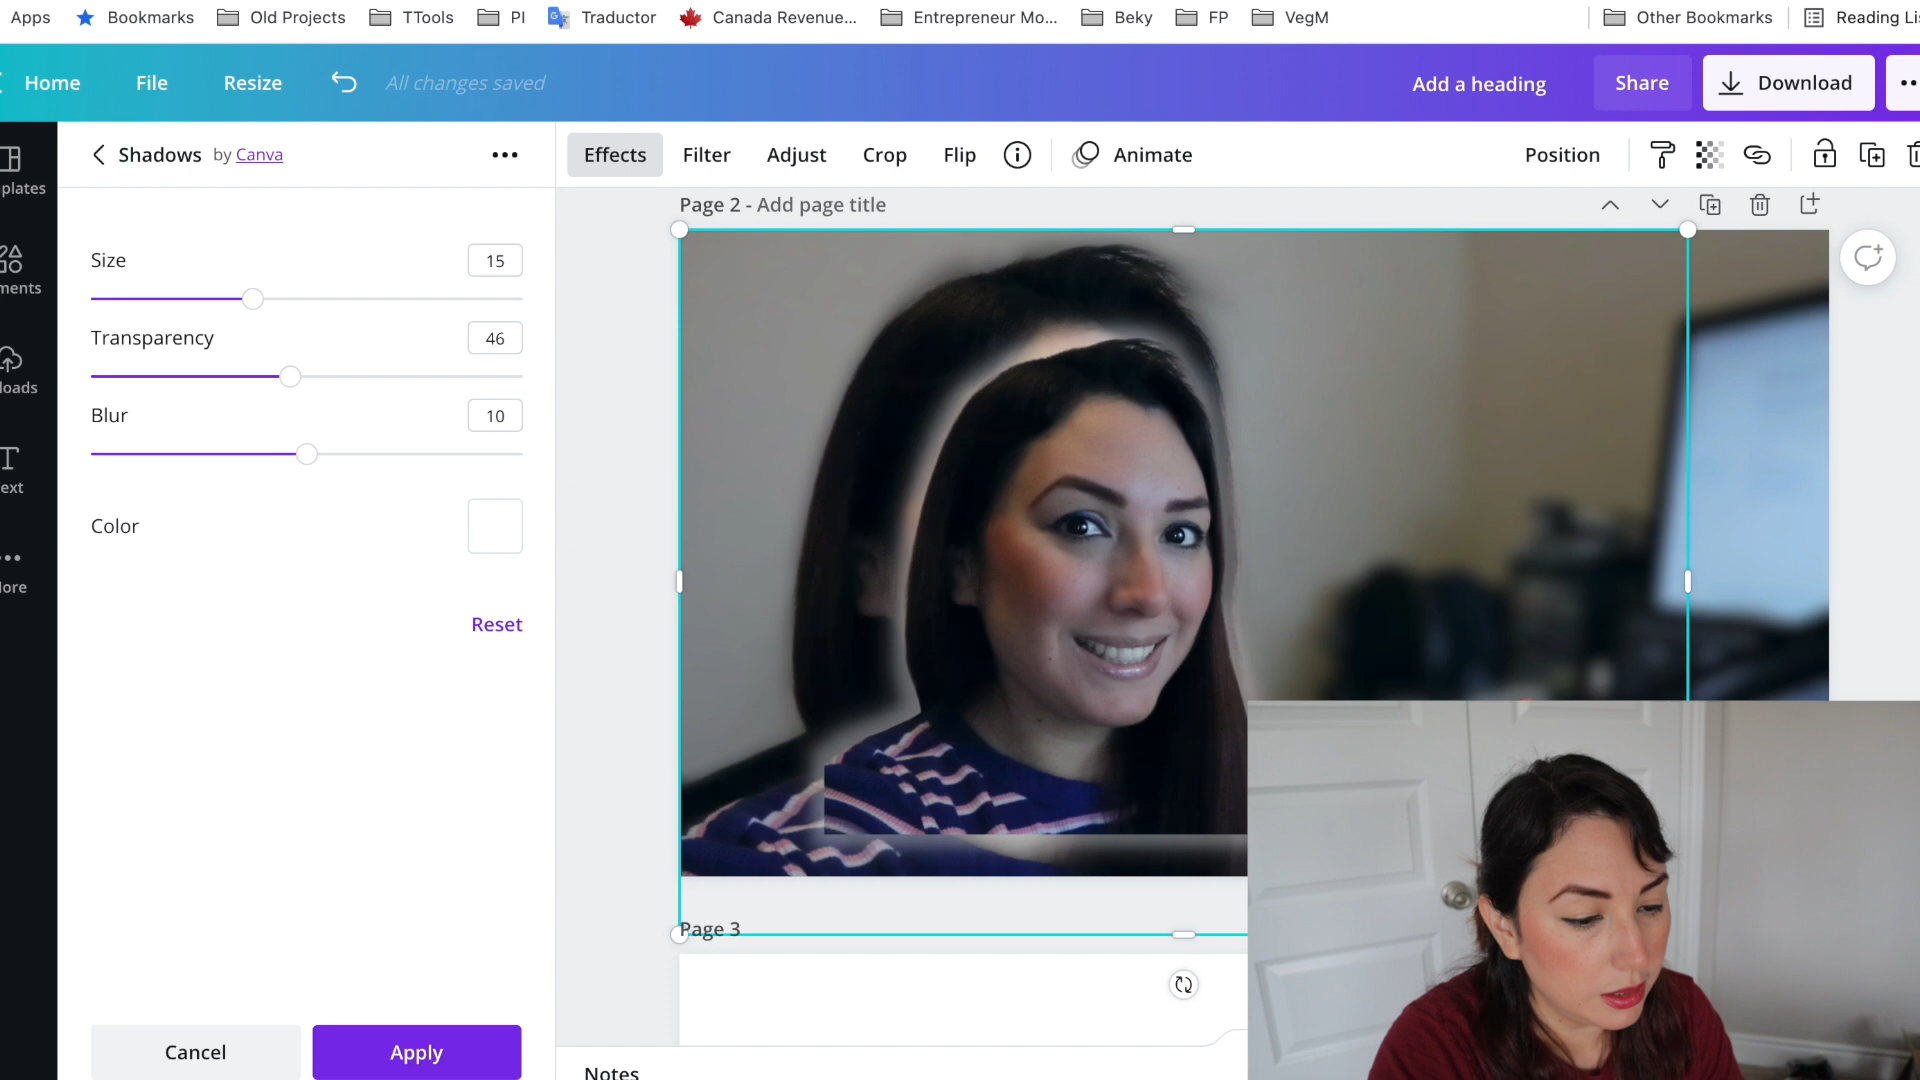 Apps Bookmarks Old Projects TTools PI Traductor Canada Revenue... Entrepreneur Mo... Beky FP VegM Other Bookmarks Reading Lis
Home File Resize All changes saved Add a heading Share Download
Shadows by Canva
Effects Filter Adjust Crop Flip Animate Position
plates
Page 2 - Add page title
Size 15
ments
Transparency 46
loads
Blur 10
ext
Color
ore
Reset
Page 3
Cancel Apply
Notes